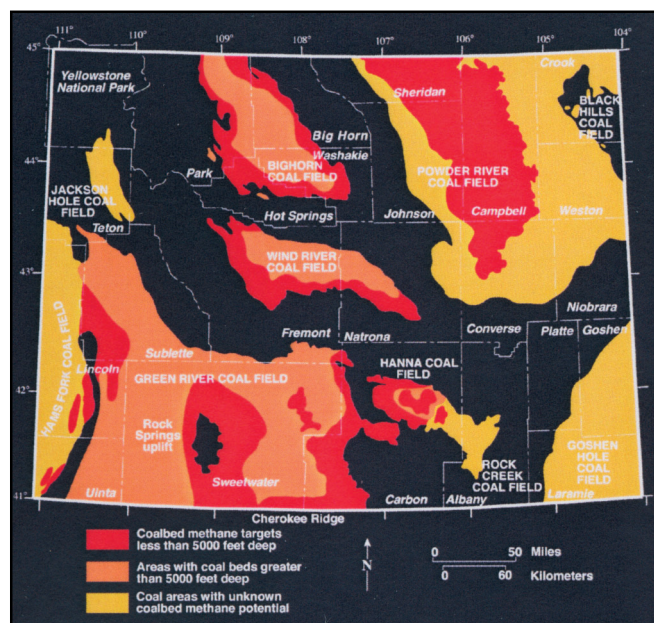 111°
110°
109°
108°
107°
106°
105°
104°
45°
44°
43°
42°
41°
Yellowstone
National Park
Sheridan
Crook
BLACK
HILLS
COAL
FIELD
Big Horn
Washakie
Park
BIGHORN
COAL FIELD
POWDER RIVER
COAL FIELD
JACKSON
HOLE COAL
FIELD
Teton
Hot Springs
Johnson
Campbell
Weston
WIND RIVER
COAL FIELD
HAMS FORK COAL FIELD
Fremont
Natrona
Converse
Niobrara
Platte
Goshen
Sublette
Lincoln
GREEN RIVER COAL FIELD
HANNA COAL
FIELD
Rock
Springs
uplift
Sweetwater
Uinta
Carbon
Albany
ROCK
CREEK
COAL FIELD
GOSHEN
HOLE
COAL
FIELD
Laramie
Cherokee Ridge
Coalbed methane targets
less than 5000 feet deep
Areas with coal beds greater
than 5000 feet deep
Coal areas with unknown
coalbed methane potential
N
0 50 Miles
0 60 Kilometers